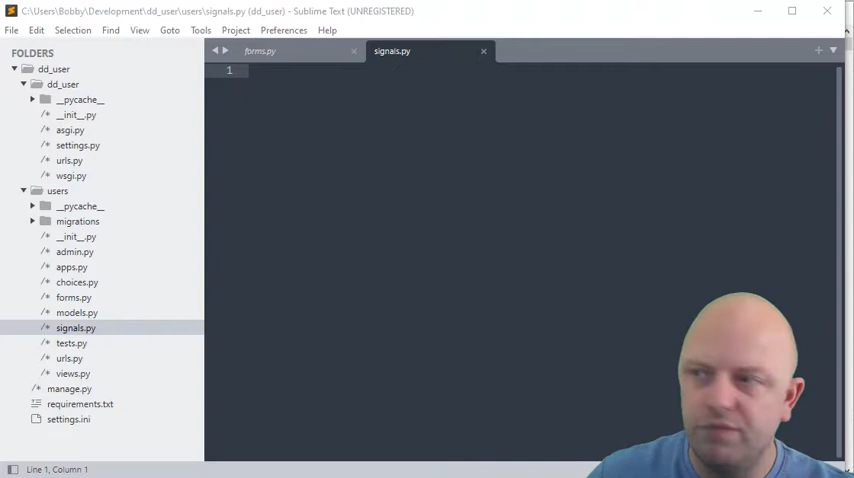 C:\Users\Bobby\Development\dd_user\users\signals.py (dd_user) - Sublime Text (UNREGISTERED)
File Edit Selection Find View Goto Tools Project Preferences Help
FOLDERS
dd_user
dd_user
__pycache__
/* __init__.py
/* asgi.py
/* settings.py
/* urls.py
/* wsgi.py
users
__pycache__
migrations
/* __init__.py
/* admin.py
/* apps.py
/* choices.py
/* forms.py
/* models.py
/* signals.py
/* tests.py
/* urls.py
/* views.py
/* manage.py
requirements.txt
settings.ini
forms.py
signals.py
1
Line 1, Column 1